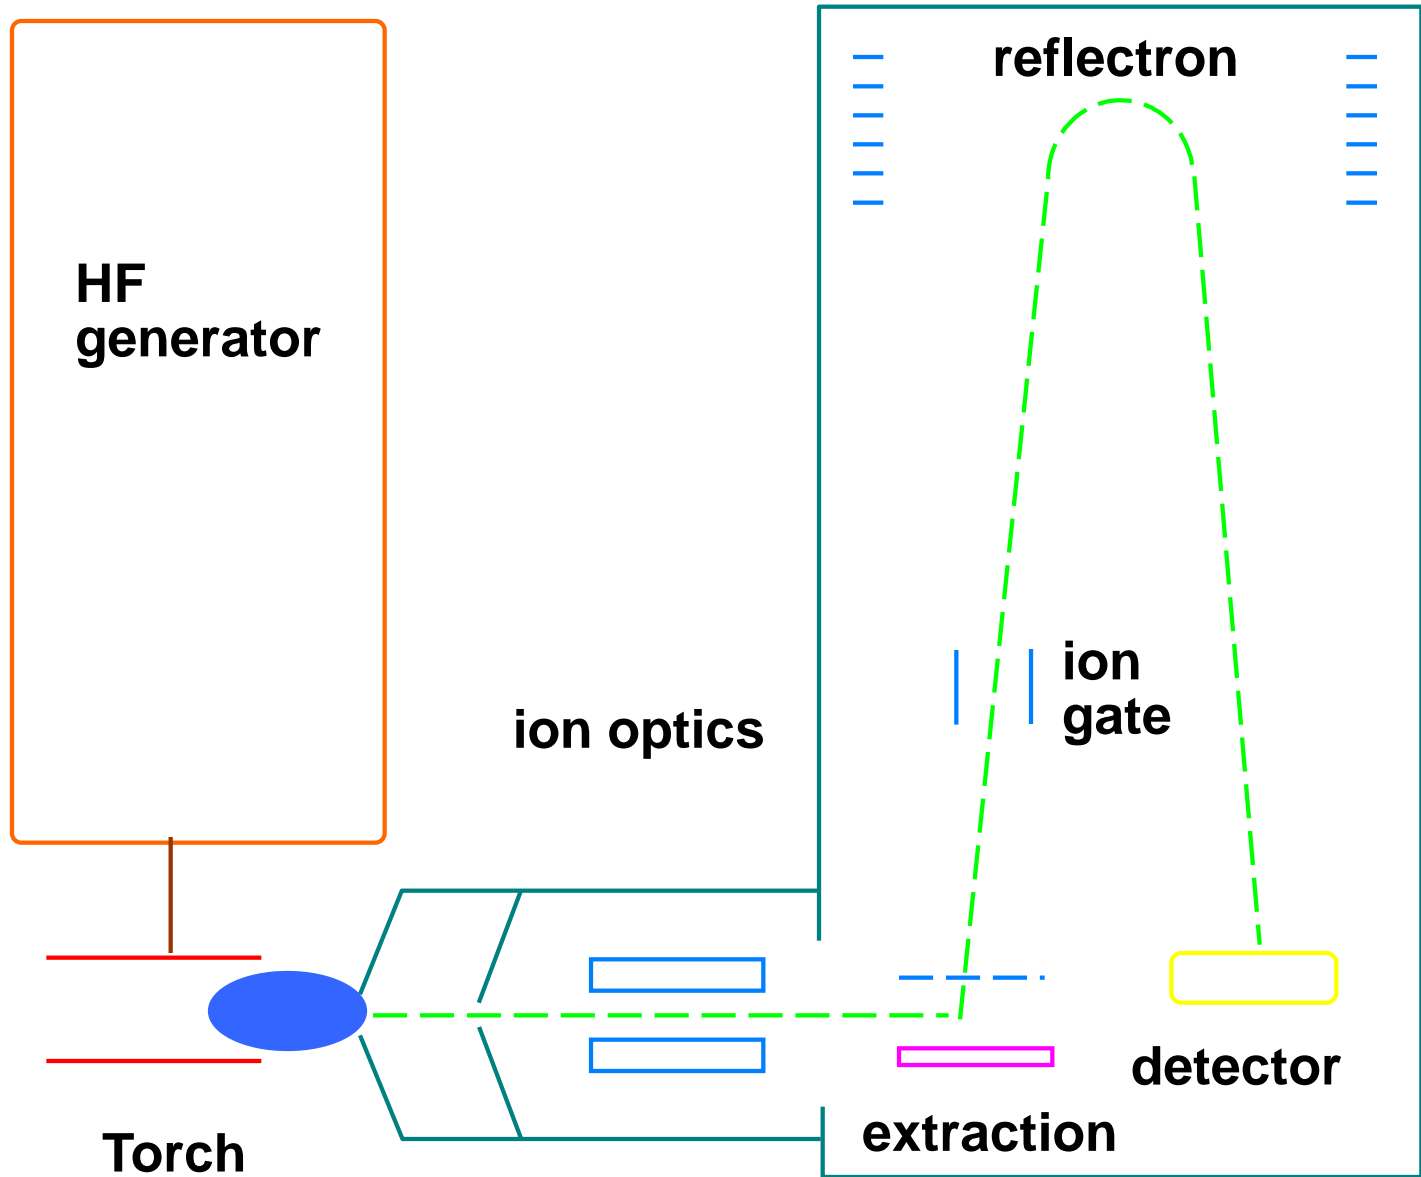 reflectron
HF
generator
ion
gate
ion optics
detector
extraction
Torch